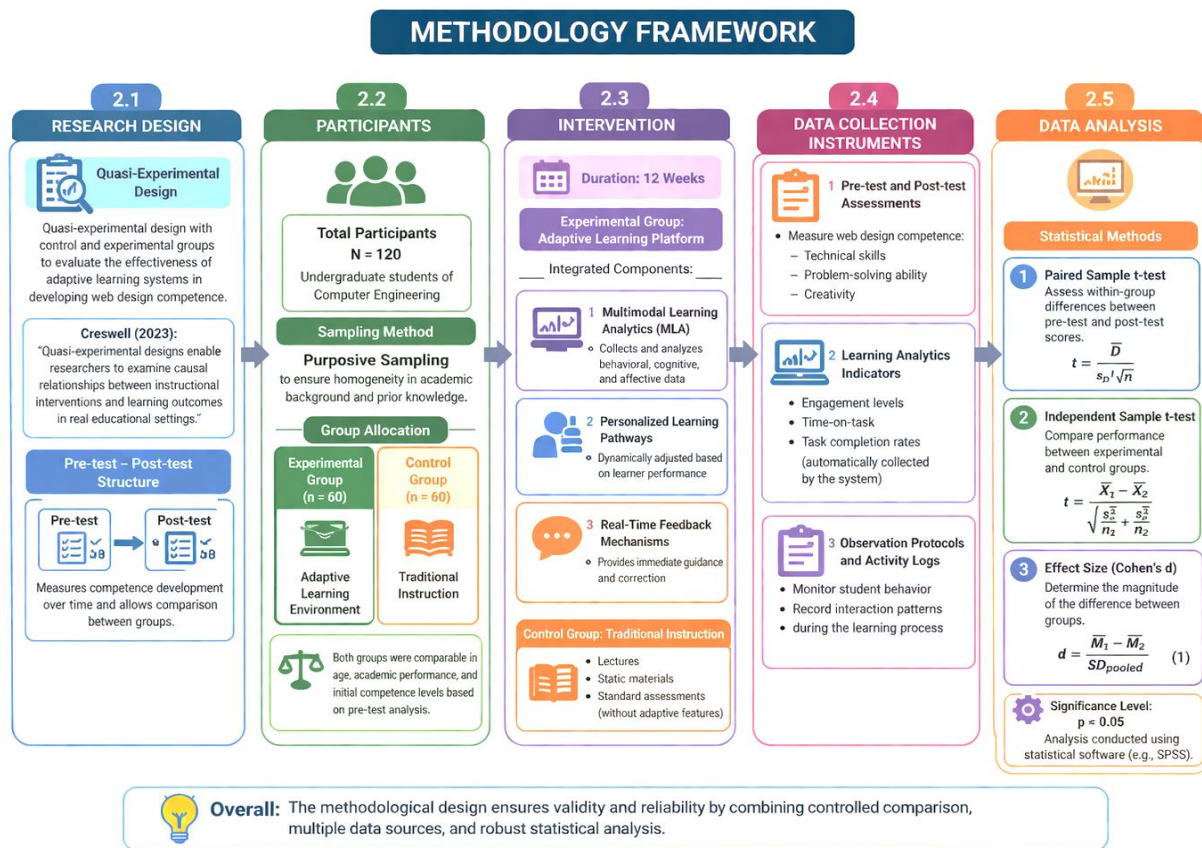 METHODOLOGY FRAMEWORK
2.1
RESEARCH DESIGN
Quasi-Experimental
Design
Quasi-experimental design with
control and experimental groups
to evaluate the effectiveness of
adaptive learning systems in
developing web design competence.
Creswell (2023):
“Quasi-experimental designs enable
researchers to examine causal
relationships between instructional
interventions and learning outcomes
in real educational settings.”
Pre-test – Post-test
Structure
Pre-test
Post-test
Measures competence development
over time and allows comparison
between groups.
2.2
PARTICIPANTS
Total Participants
N = 120
Undergraduate students of
Computer Engineering
Sampling Method
Purposive Sampling
to ensure homogeneity in academic
background and prior knowledge.
Group Allocation
Experimental
Group
(n = 60)
Adaptive
Learning
Environment
Control
Group
(n = 60)
Traditional
Instruction
Both groups were comparable in
age, academic performance, and
initial competence levels based
on pre-test analysis.
2.3
INTERVENTION
Duration: 12 Weeks
Experimental Group:
Adaptive Learning Platform
Integrated Components:
1 Multimodal Learning
Analytics (MLA)
Collects and analyzes
behavioral, cognitive,
and affective data
2 Personalized Learning
Pathways
Dynamically adjusted based
on learner performance
3 Real-Time Feedback
Mechanisms
Provides immediate guidance
and correction
Control Group: Traditional Instruction
• Lectures
• Static materials
• Standard assessments
(without adaptive features)
2.4
DATA COLLECTION
INSTRUMENTS
1 Pre-test and Post-test
Assessments
• Measure web design competence:
– Technical skills
– Problem-solving ability
– Creativity
2 Learning Analytics
Indicators
• Engagement levels
• Time-on-task
• Task completion rates
(automatically collected
by the system)
3 Observation Protocols
and Activity Logs
• Monitor student behavior
• Record interaction patterns
• during the learning process
2.5
DATA ANALYSIS
Statistical Methods
1 Paired Sample t-test
Assess within-group
differences between
pre-test and post-test
scores.
t = D̅ / s_D ᴵ √n
2 Independent Sample t-test
Compare performance
between experimental
and control groups.
t = (X̅₁ − X̅₂) / √(s²₂/n₂ + s²₂/n₂)
3 Effect Size (Cohen's d)
Determine the magnitude
of the difference between
groups.
d = (M̅₁ − M̅₂) / SD_pooled (1)
Significance Level:
p = 0.05
Analysis conducted using
statistical software (e.g., SPSS).
Overall: The methodological design ensures validity and reliability by combining controlled comparison,
multiple data sources, and robust statistical analysis.